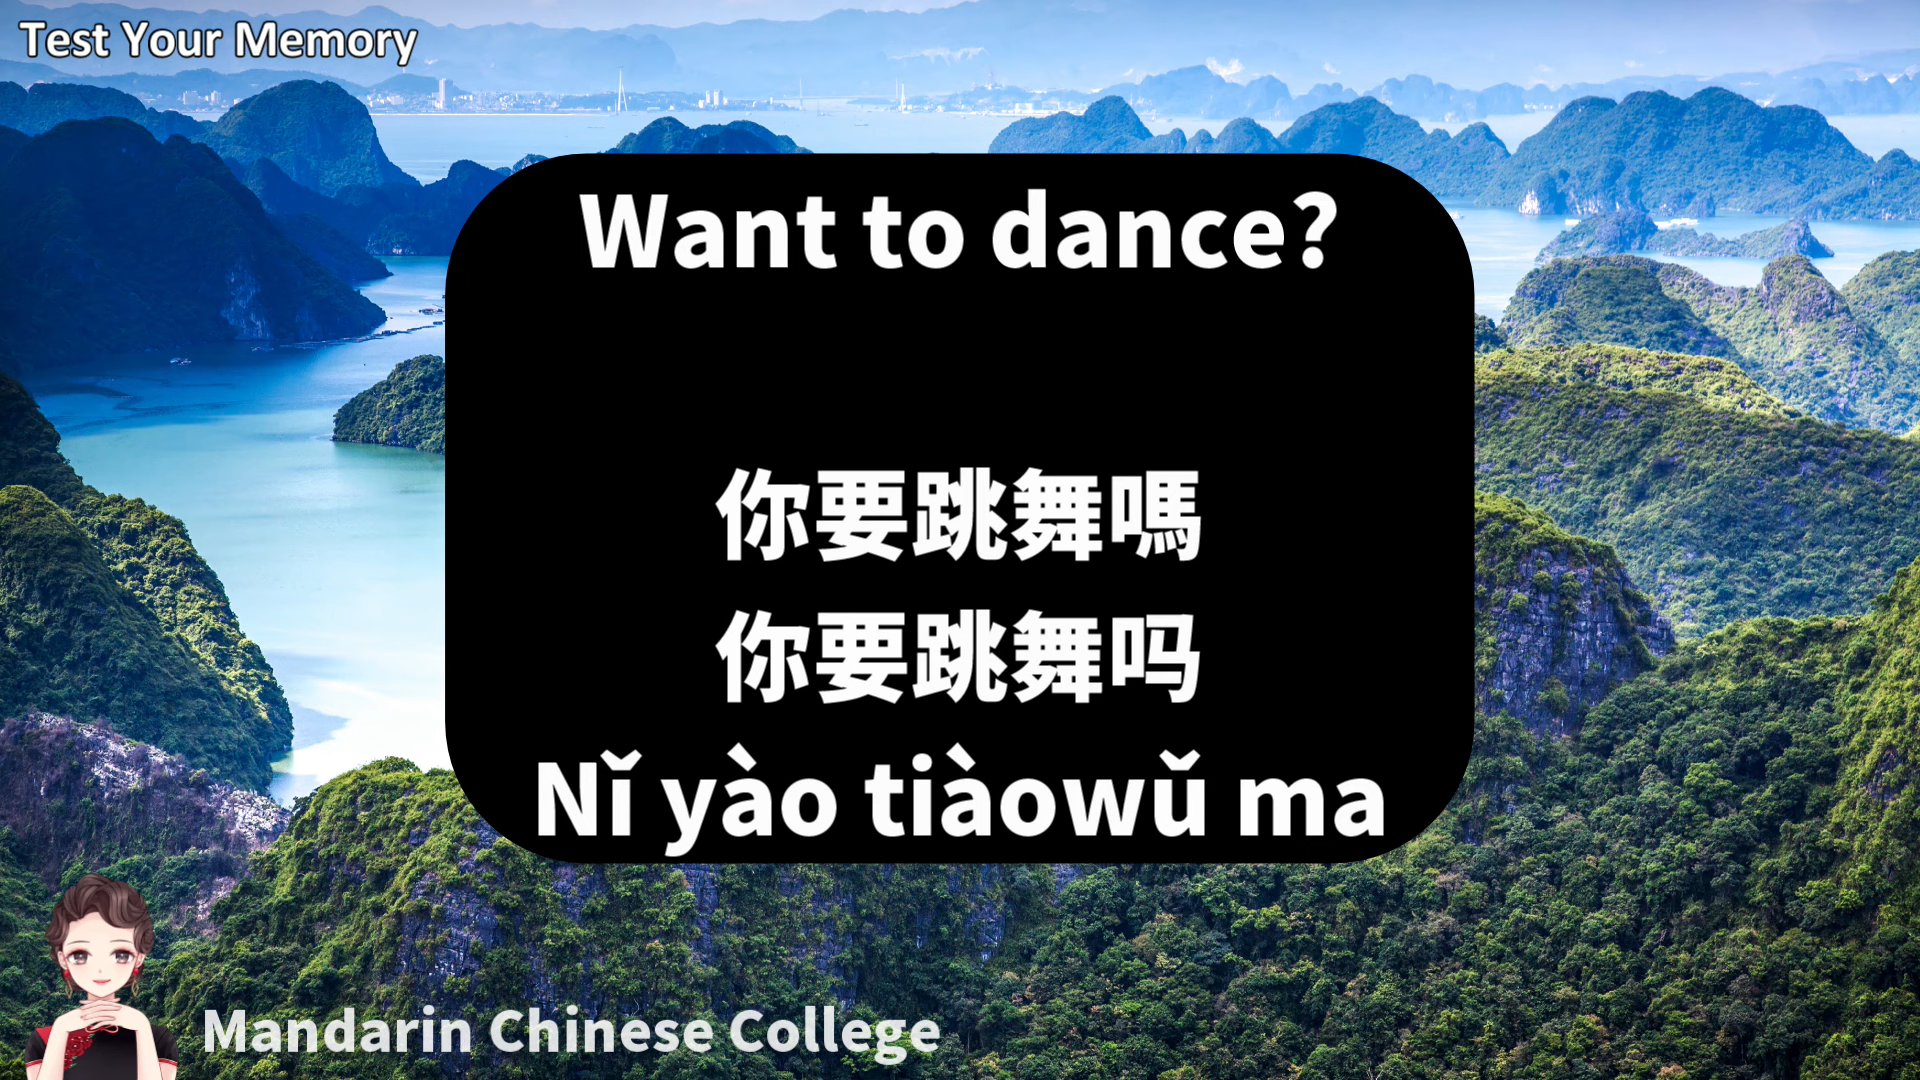 Test Your Memory
Want to dance?
你要跳舞嗎
你要跳舞吗
Nǐ yào tiàowǔ ma
Mandarin Chinese College